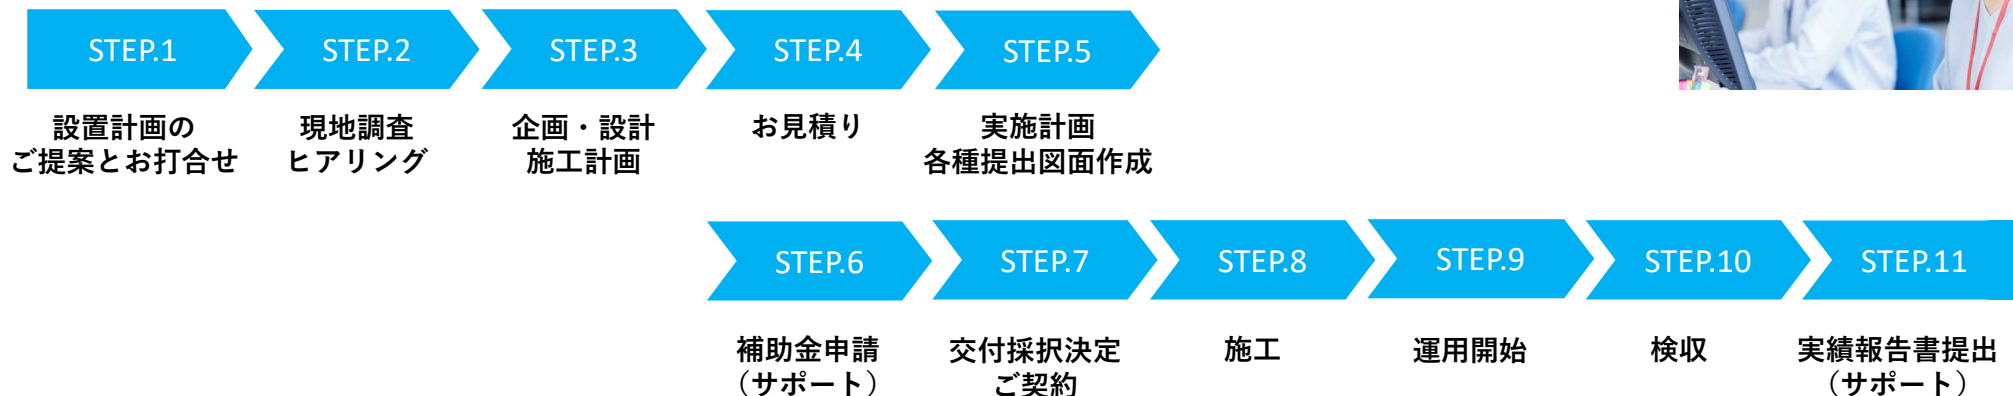 STEP.1
STEP.2
STEP.3
STEP.4
STEP.5
設置計画の
ご提案とお打合せ
現地調査
ヒアリング
企画・設計
施工計画
お見積り
実施計画
各種提出図面作成
STEP.6
STEP.7
STEP.8
STEP.9
STEP.10
STEP.11
補助金申請
（サポート）
交付採択決定
ご契約
施工
運用開始
検収
実績報告書提出
（サポート）